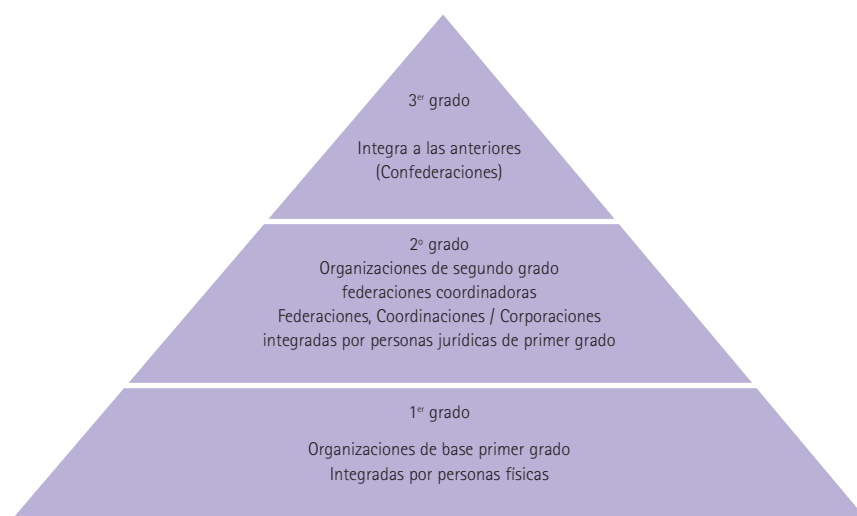 3er grado
Integra a las anteriores
(Confederaciones)
2o grado
Organizaciones de segundo grado
federaciones coordinadoras
Federaciones, Coordinaciones / Corporaciones
integradas por personas jurídicas de primer grado
1er grado
Organizaciones de base primer grado
Integradas por personas físicas